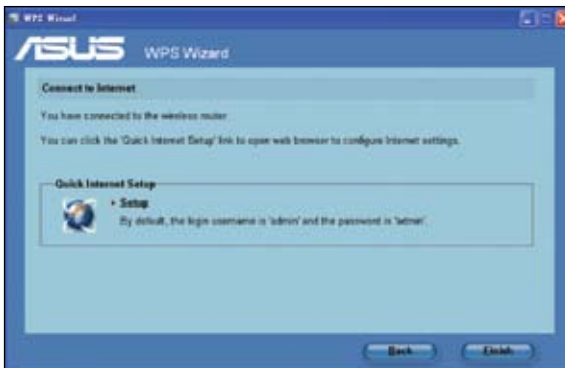 WPS Wizard
ASUS WPS Wizard
Connect to Internet
You have connected to the wireless router.
You can click the 'Quick Internet Setup' link to open web browser to configure Internet settings.
Quick Internet Setup
Setup
By default, the login username is 'admin' and the password is 'admin'.
Back Finish